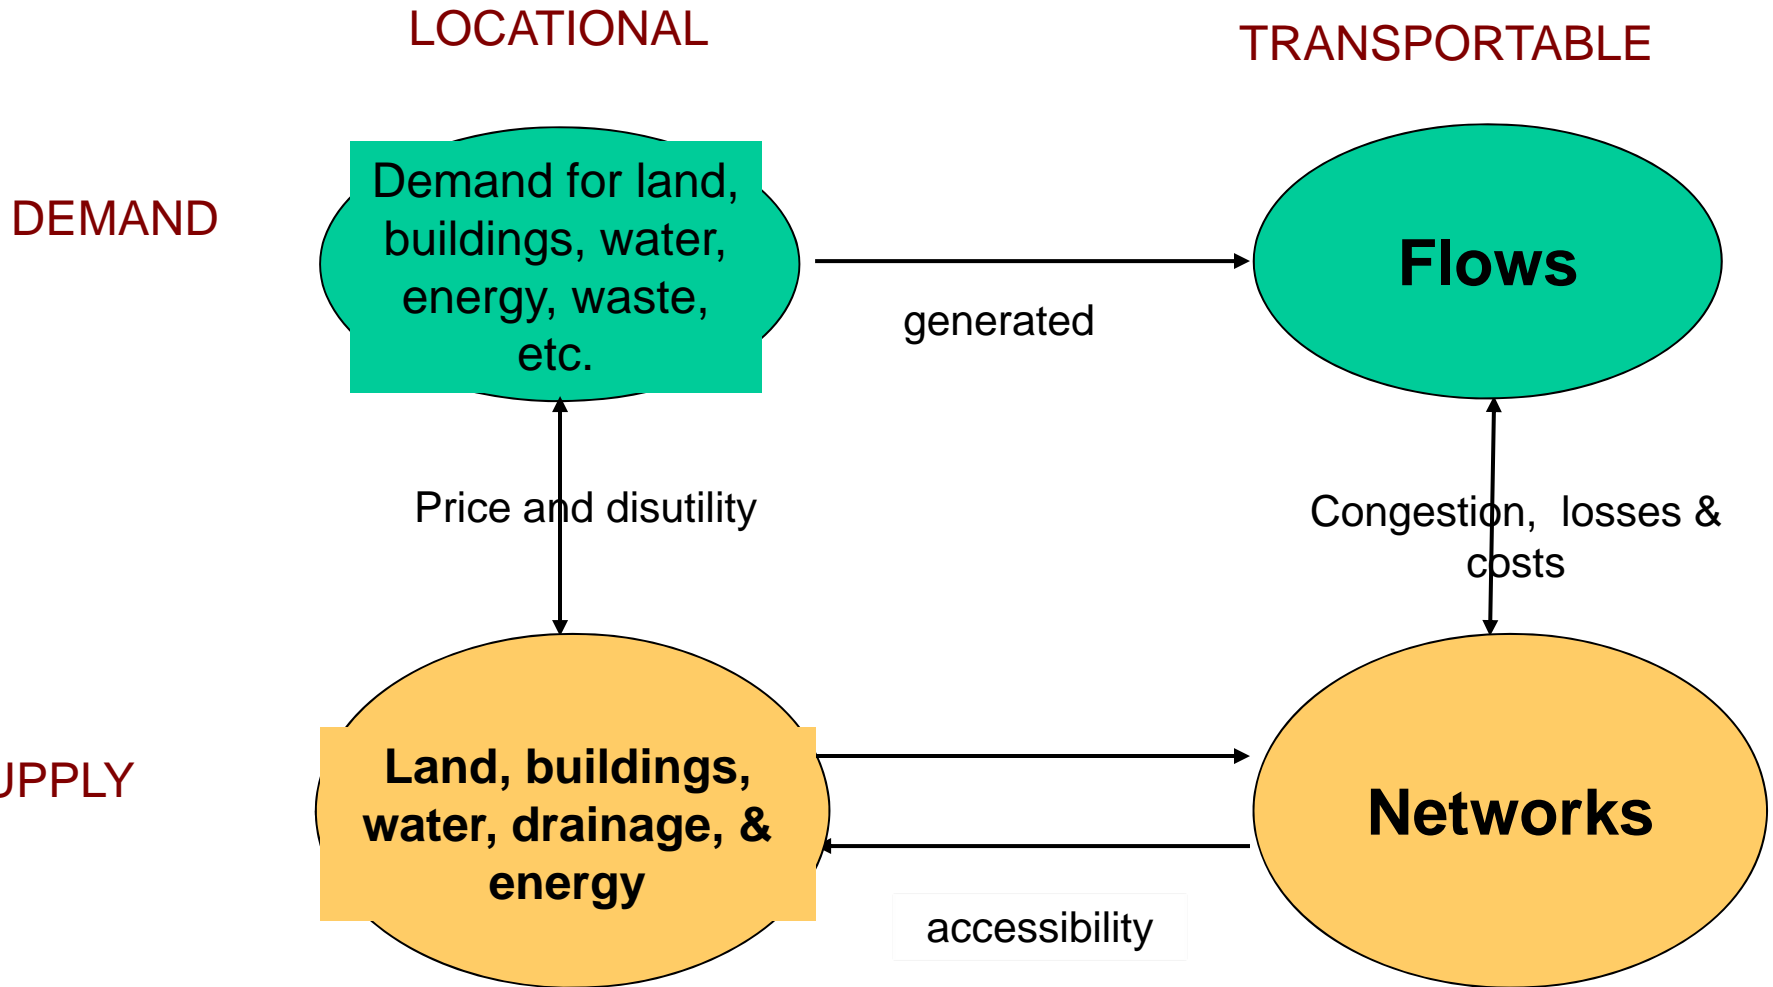 LOCATIONAL
TRANSPORTABLE
DEMAND
Demand for land,
buildings, water,
energy, waste,
etc.
generated
Flows
Price and disutility
Congestion,  losses &
costs
UPPLY
Land, buildings,
water, drainage, &
energy
Networks
accessibility